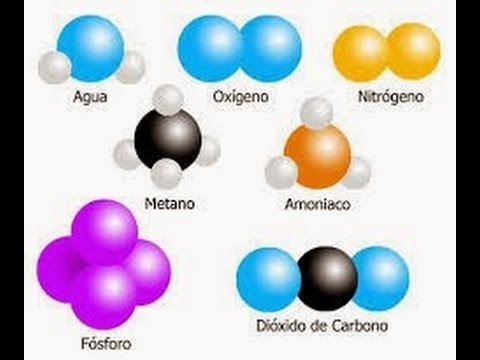 Agua
Oxígeno
Nitrógeno
Metano
Amoniaco
Fósforo
Dióxido de Carbono